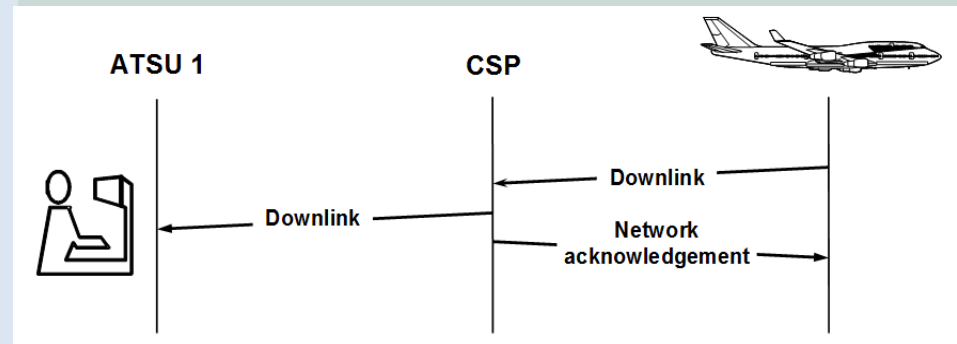 ATSU 1
CSP
Downlink
Downlink
Network
acknowledgement